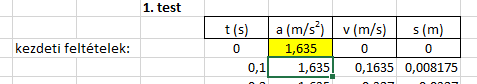 1. test
t (s) a (m/s²) v (m/s) s (m)
kezdeti feltételek: 0 1,635 0 0
0,1 1,635 0,1635 0,008175